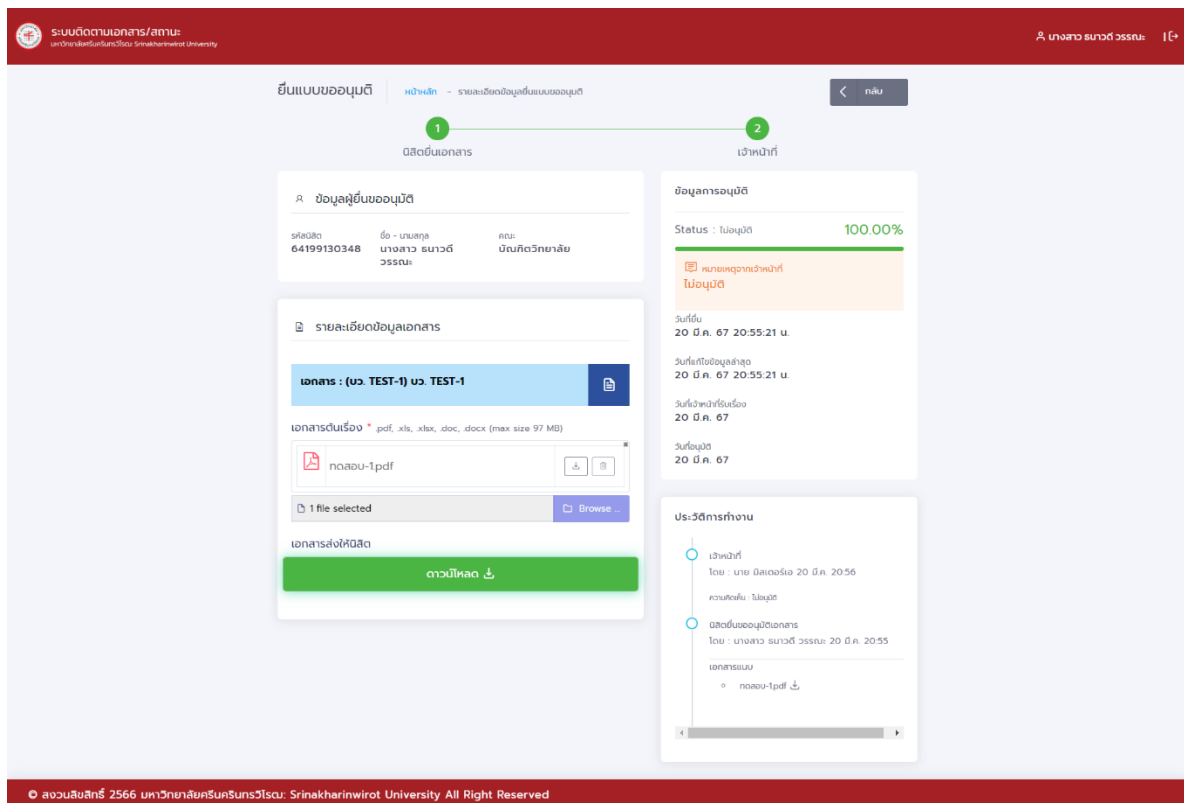 ระบบติดตามเอกสาร/สถานะ
มหาวิทยาลัยศรีนครินทรวิโรฒ Srinakharinwirot University
นางสาว ธนาวดี วรรณะ
ยื่นแบบขออนุมติ
หน้าหลัก - รายละเอียดข้อมูลยื่นแบบขออนุมติ
กลับ
1
2
นิสิตยื่นเอกสาร
เจ้าหน้าที่
ข้อมูลผู้ยื่นขออนุมัติ
รหัสนิสิต
ชื่อ - นามสกุล
คณะ
64199130348
นางสาว ธนาวดี
วรรณะ
บัณฑิตวิทยาลัย
รายละเอียดข้อมูลเอกสาร
เอกสาร : (บว. TEST-1) บว. TEST-1
เอกสารต้นเรื่อง * .pdf, .xls, .xlsx, .doc, .docx (max size 97 MB)
ทดสอบ-1.pdf
1 file selected
Browse ...
เอกสารส่งให้นิสิต
ดาวน์โหลด
ข้อมูลการอนุมัติ
Status : ไม่อนุมัติ
100.00%
หมายเหตุจากเจ้าหน้าที่
ไม่อนุมัติ
วันที่ยื่น
20 มี.ค. 67 20:55:21 น.
วันที่แก้ไขข้อมูลล่าสุด
20 มี.ค. 67 20:55:21 น.
วันที่เจ้าหน้าที่รับเรื่อง
20 มี.ค. 67
วันที่อนุมัติ
20 มี.ค. 67
ประวัติการทำงาน
เจ้าหน้าที่
โดย : นาย มิสเตอร์เอ 20 มี.ค. 20:56
ความคิดเห็น : ไม่อนุมัติ
นิสิตยื่นขออนุมัติเอกสาร
โดย : นางสาว ธนาวดี วรรณะ 20 มี.ค. 20:55
เอกสารแนบ
ทดสอบ-1.pdf
© สงวนลิขสิทธิ์ 2566 มหาวิทยาลัยศรีนครินทรวิโรฒ: Srinakharinwirot University All Right Reserved